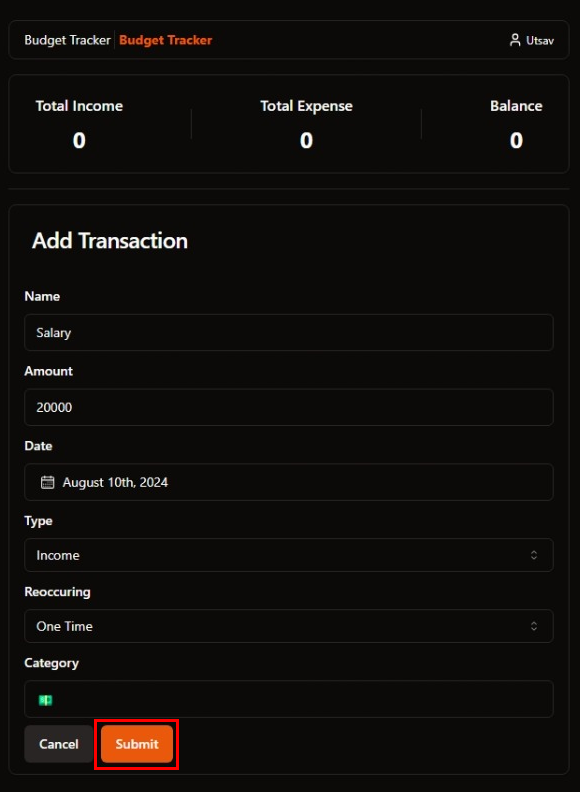 Budget Tracker Budget Tracker Utsav
Total Income Total Expense Balance
0 0 0
Add Transaction
Name
Salary
Amount
20000
Date
August 10th, 2024
Type
Income
Reoccuring
One Time
Category
Cancel Submit